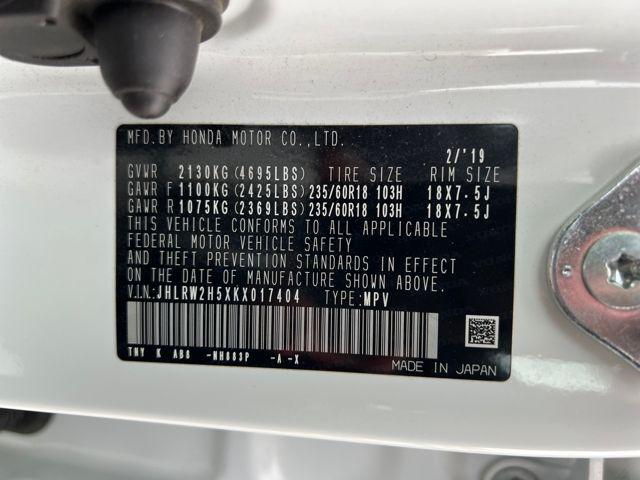 MFD.BY HONDA MOTOR CO.,LTD.
2/'19
GVWR 2130KG(4695LBS) TIRE SIZE RIM SIZE
GAWR F 1100KG(2425LBS) 235/60R18 103H 18X7.5J
GAWR R 1075KG(2369LBS) 235/60R18 103H 18X7.5J
THIS VEHICLE CONFORMS TO ALL APPLICABLE
FEDERAL MOTOR VEHICLE SAFETY
AND THEFT PREVENTION STANDARDS IN EFFECT
ON THE DATE OF MANUFACTURE SHOWN ABOVE.
V.I.N:JHLRW2H5XKX017404 TYPE:MPV
TNY K AB6 -NH883P -A -X
MADE IN JAPAN